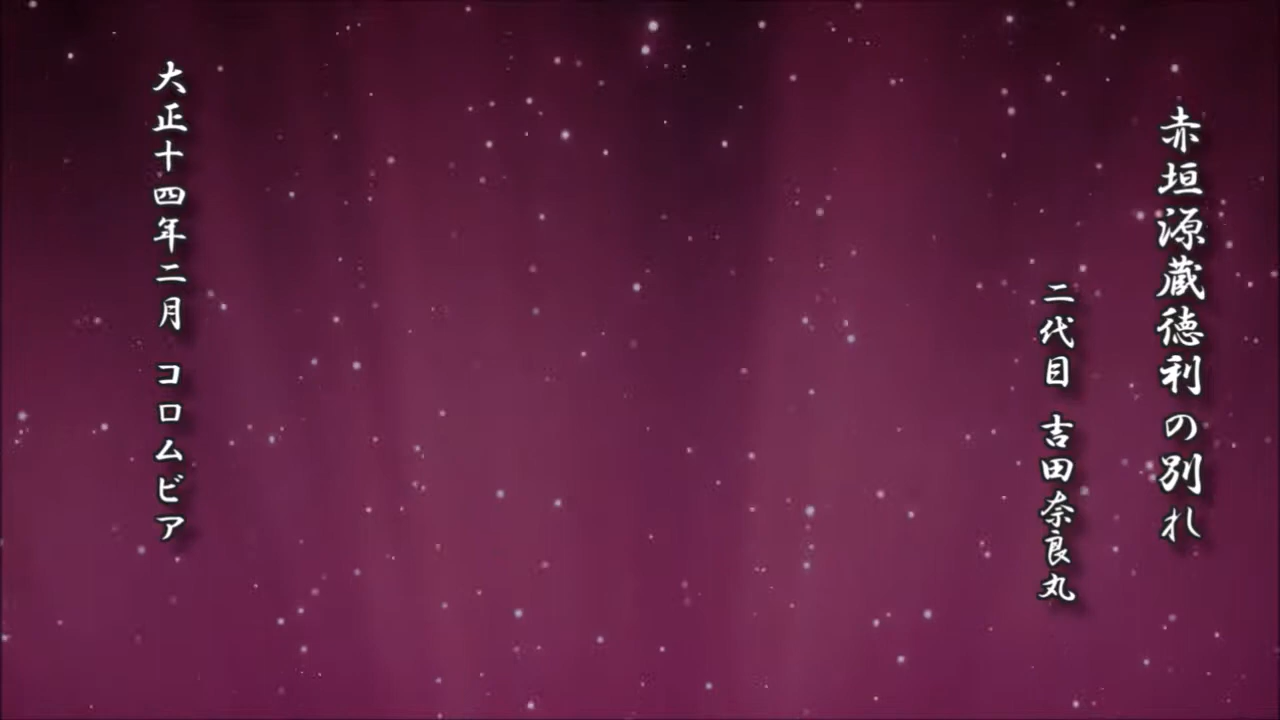 赤垣源蔵徳利の別れ
二代目 吉田奈良丸
大正十四年二月 コロムビア